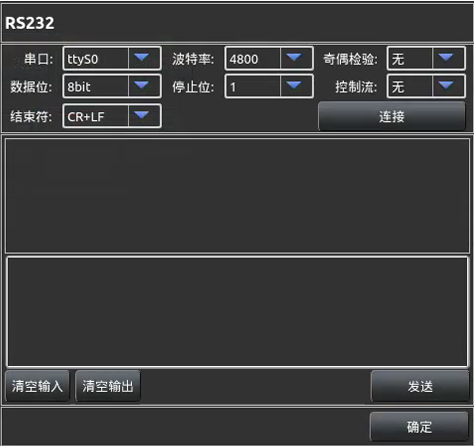 RS232
串口: ttyS0 波特率: 4800 奇偶检验: 无
数据位: 8bit 停止位: 1 控制流: 无
结束符: CR+LF 连接
清空输入 清空输出 发送
确定